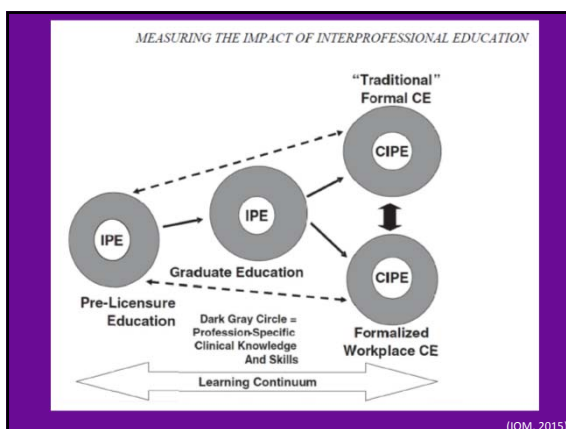 MEASURING THE IMPACT OF INTERPROFESSIONAL EDUCATION
“Traditional”
Formal CE
CIPE
IPE
IPE
Graduate Education
CIPE
Pre-Licensure
Education
Dark Gray Circle =
Profession-Specific
Clinical Knowledge
And Skills
Formalized
Workplace CE
Learning Continuum
(IOM, 2015)